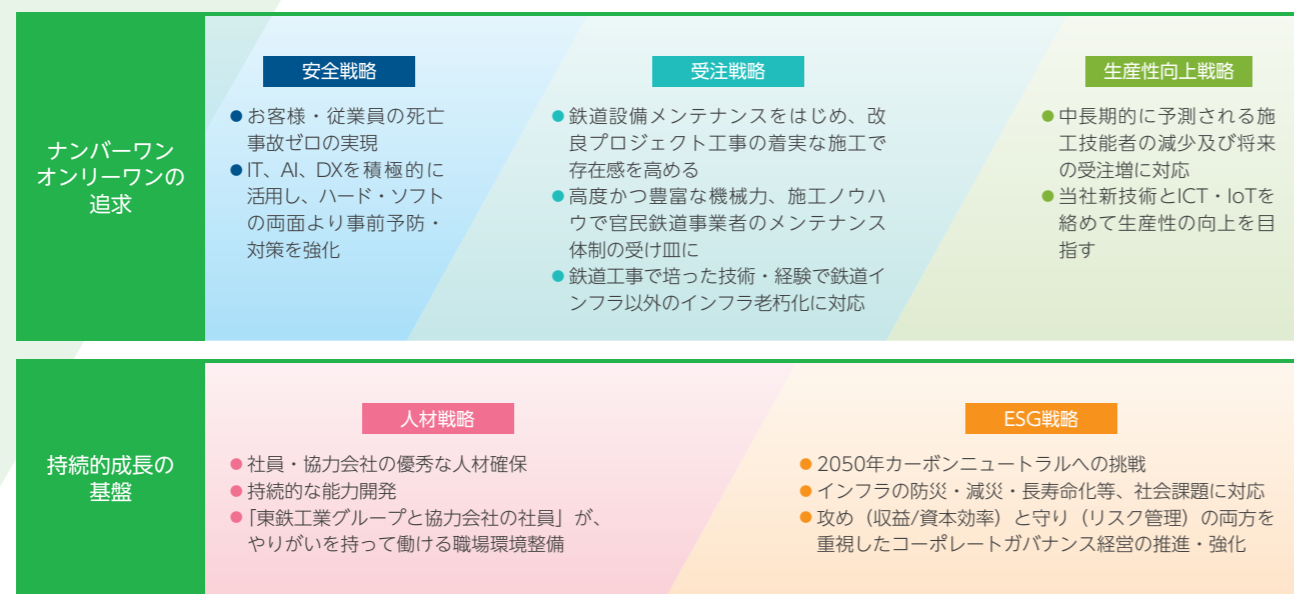 ナンバーワン
オンリーワンの
追求
安全戦略
●お客様・従業員の死亡
事故ゼロの実現
●IT、AI、DXを積極的に
活用し、ハード・ソフト
の両面より事前予防・
対策を強化
受注戦略
●鉄道設備メンテナンスをはじめ、改
良プロジェクト工事の着実な施工で
存在感を高める
●高度かつ豊富な機械力、施工ノウハ
ウで官民鉄道事業者のメンテナンス
体制の受け皿に
●鉄道工事で培った技術・経験で鉄道イ
ンフラ以外のインフラ老朽化に対応
生産性向上戦略
●中長期的に予測される施
工技能者の減少及び将来
の受注増に対応
●当社新技術とICT・IoTを
絡めて生産性の向上を目
指す
持続的成長の
基盤
人材戦略
●社員・協力会社の優秀な人材確保
●持続的な能力開発
●「東鉄工業グループと協力会社の社員」が、
やりがいを持って働ける職場環境整備
ESG戦略
●2050年カーボンニュートラルへの挑戦
●インフラの防災・減災・長寿命化等、社会課題に対応
●攻め（収益/資本効率）と守り（リスク管理）の両方を
重視したコーポレートガバナンス経営の推進・強化